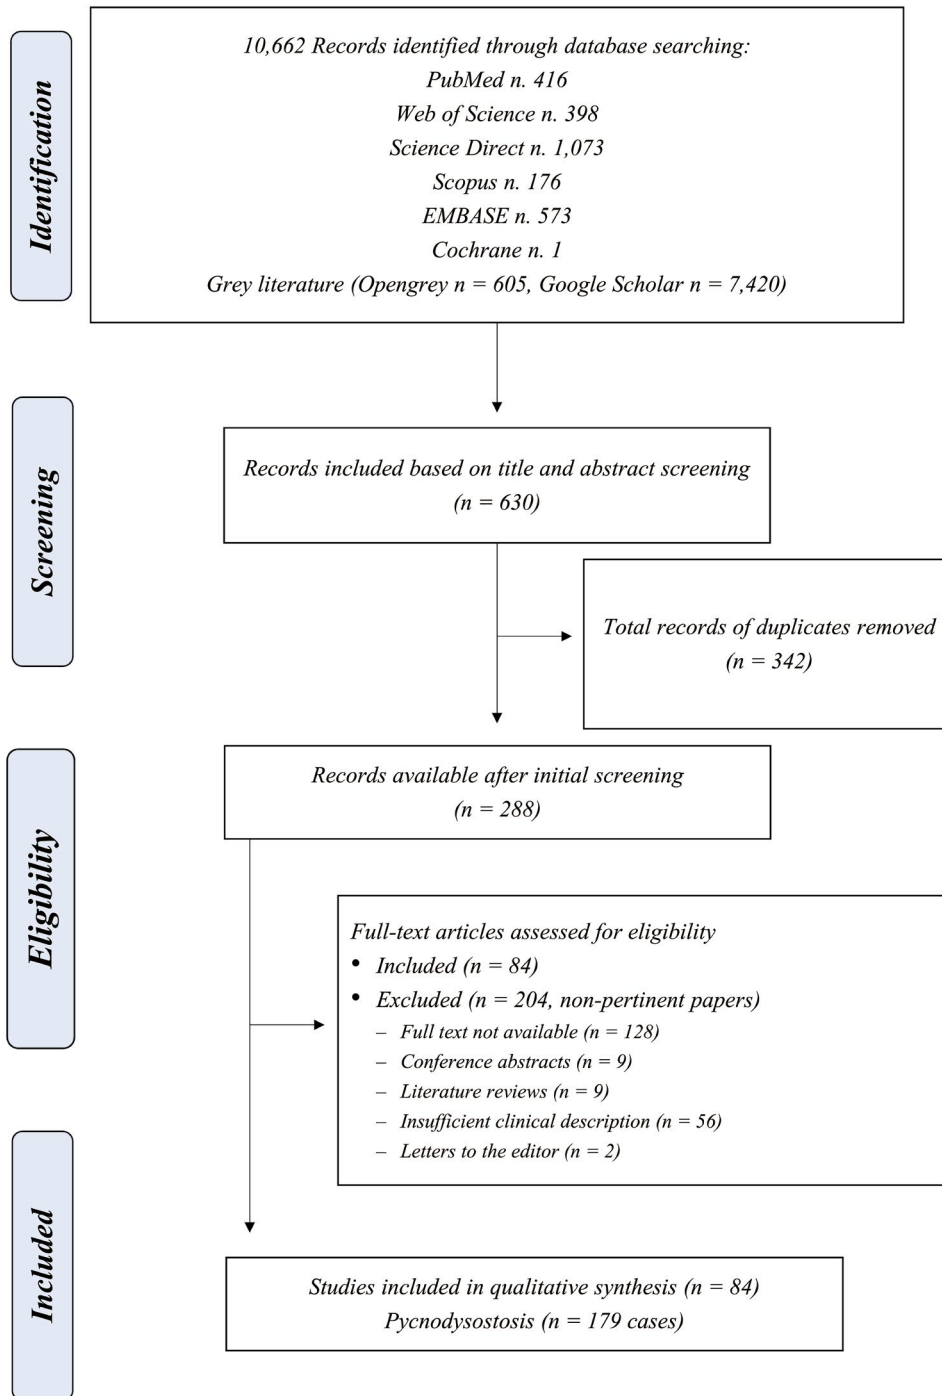 Identification
10,662 Records identified through database searching:
PubMed n. 416
Web of Science n. 398
Science Direct n. 1,073
Scopus n. 176
EMBASE n. 573
Cochrane n. 1
Grey literature (Opengrey n = 605, Google Scholar n = 7,420)
Screening
Records included based on title and abstract screening
(n = 630)
Total records of duplicates removed
(n = 342)
Eligibility
Records available after initial screening
(n = 288)
Full-text articles assessed for eligibility
• Included (n = 84)
• Excluded (n = 204, non-pertinent papers)
– Full text not available (n = 128)
– Conference abstracts (n = 9)
– Literature reviews (n = 9)
– Insufficient clinical description (n = 56)
– Letters to the editor (n = 2)
Included
Studies included in qualitative synthesis (n = 84)
Pycnodysostosis (n = 179 cases)